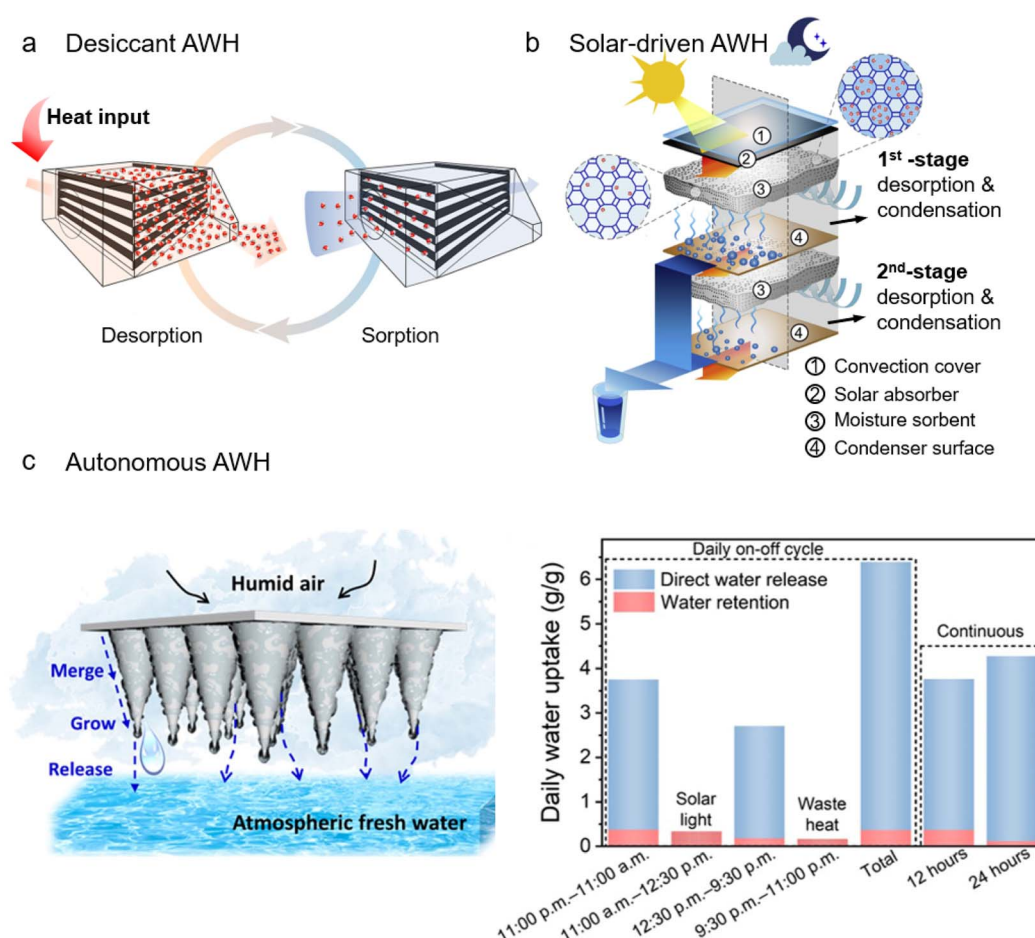 a Desiccant AWH
Heat input
Desorption
Sorption
b Solar-driven AWH
1
2
3
4
3
4
1st -stage
desorption &
condensation
2nd-stage
desorption &
condensation
① Convection cover
② Solar absorber
③ Moisture sorbent
④ Condenser surface
c Autonomous AWH
Humid air
Merge
Grow
Release
Atmospheric fresh water
Daily water uptake (g/g)
6
5
4
3
2
1
0
Daily on-off cycle
Direct water release
Water retention
Continuous
Solar
light
Waste
heat
11:00 p.m.–11:00 a.m.
11:00 a.m.–12:30 p.m.
12:30 p.m.–9:30 p.m.
9:30 p.m.–11:00 p.m.
Total
12 hours
24 hours